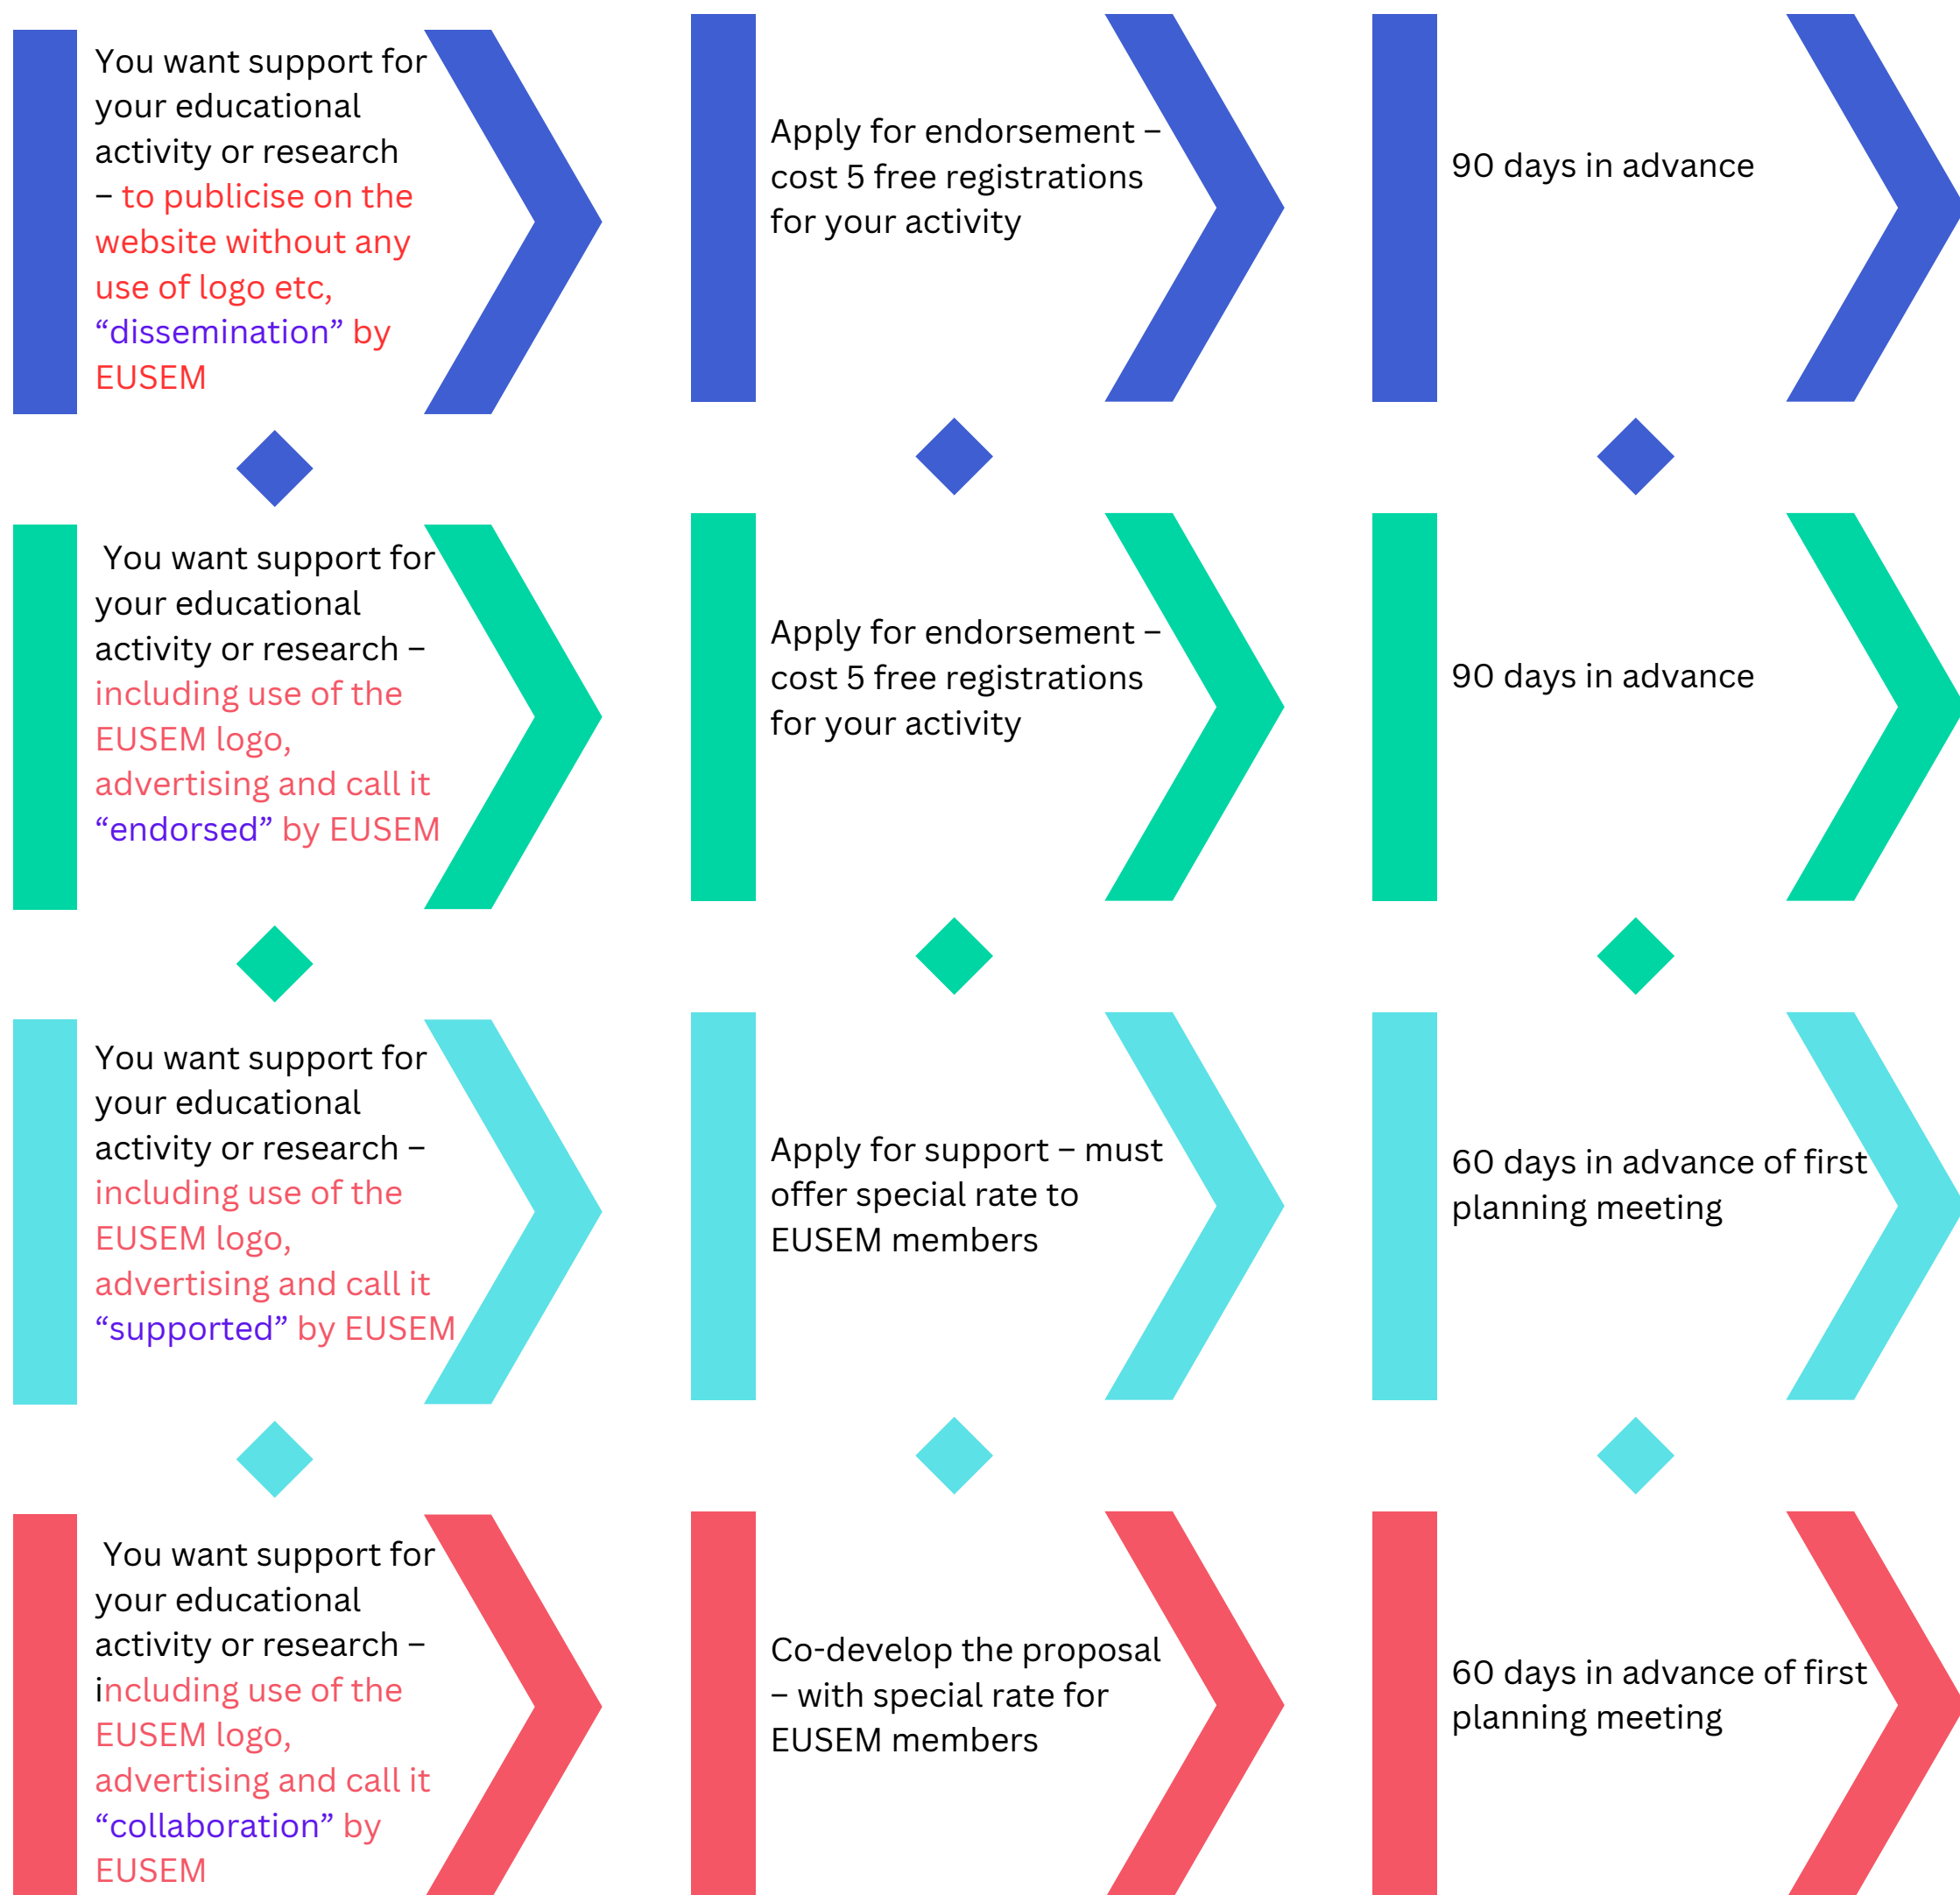 You want support for
your educational
activity or research
– to publicise on the
website without any
use of logo etc,
“dissemination” by
EUSEM
Apply for endorsement –
cost 5 free registrations
for your activity
90 days in advance
You want support for
your educational
activity or research –
including use of the
EUSEM logo,
advertising and call it
“endorsed” by EUSEM
Apply for endorsement –
cost 5 free registrations
for your activity
90 days in advance
You want support for
your educational
activity or research –
including use of the
EUSEM logo,
advertising and call it
“supported” by EUSEM
Apply for support – must
offer special rate to
EUSEM members
60 days in advance of first
planning meeting
You want support for
your educational
activity or research –
including use of the
EUSEM logo,
advertising and call it
“collaboration” by
EUSEM
Co-develop the proposal
– with special rate for
EUSEM members
60 days in advance of first
planning meeting